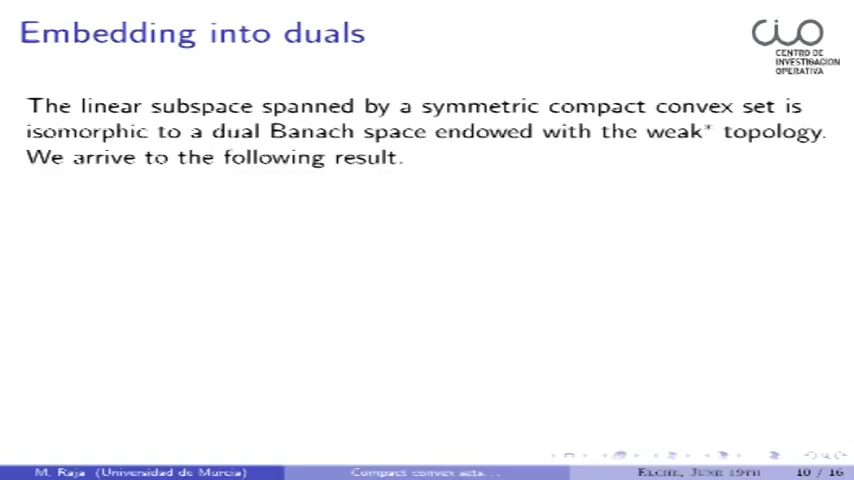 Embedding into duals
CIO
CENTRO DE
INVESTIGACION
OPERATIVA
The linear subspace spanned by a symmetric compact convex set is
isomorphic to a dual Banach space endowed with the weak* topology.
We arrive to the following result.
M. Raja (Universidad de Murcia) Compact convex sets... Elche, June 19th 10 / 16